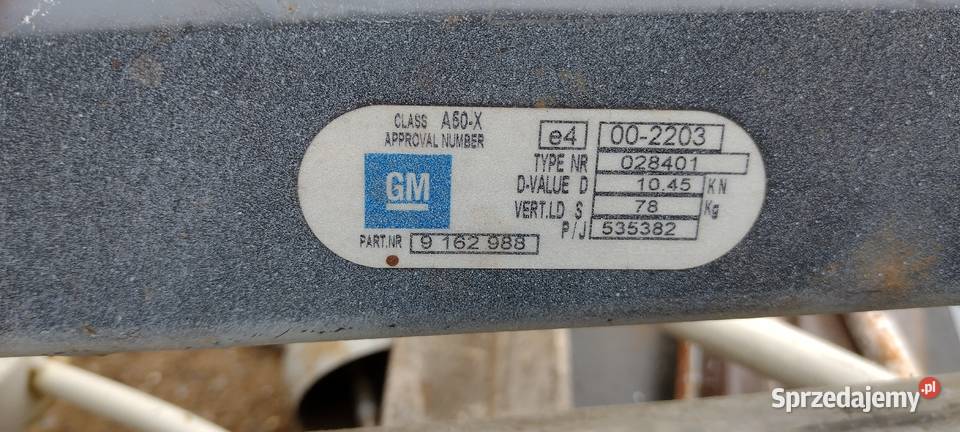 CLASS A50-X
APPROVAL NUMBER e4 00-2203
GM
TYPE NR 028401
D-VALUE D 10.45 KN
VERT.LD S 78 Kg
P/J 535382
PART.NR 9 162 988
Sprzedajemy.pl